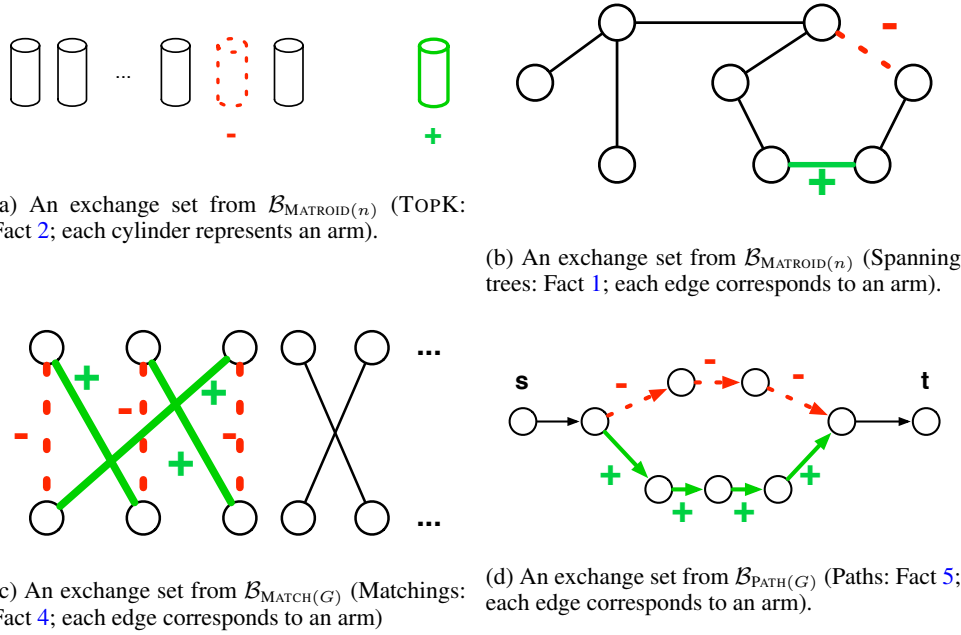 ...
-
+
a) An exchange set from B_MATROID(n) (TOPK:
Fact 2; each cylinder represents an arm).
-
+
(b) An exchange set from B_MATROID(n) (Spanning
trees: Fact 1; each edge corresponds to an arm).
+ + ...
- - -
+
...
c) An exchange set from B_MATCH(G) (Matchings:
Fact 4; each edge corresponds to an arm)
s - - - t
+ + + +
(d) An exchange set from B_PATH(G) (Paths: Fact 5;
each edge corresponds to an arm).